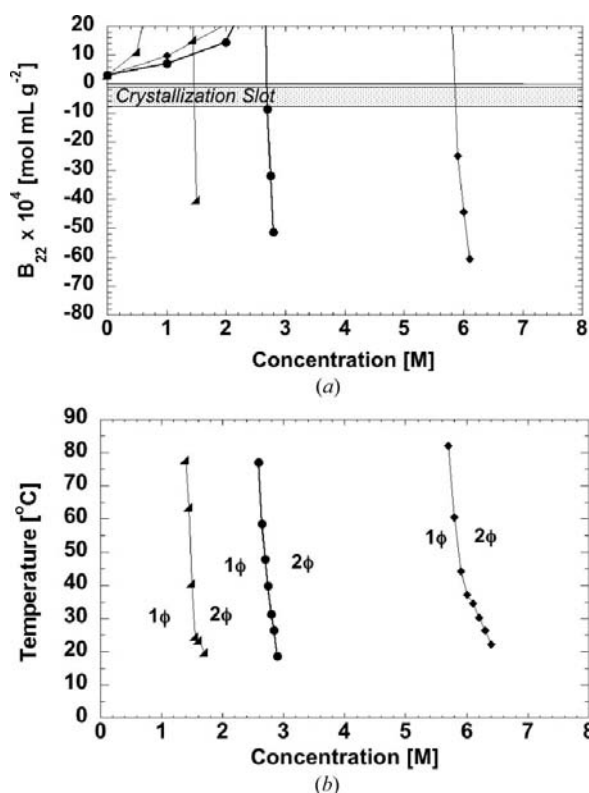 20
10
0
Crystallization Slot
-10
-20
-30
-40
-50
-60
-70
-80
B22 x 10^4 [mol mL g^-2]
0 1 2 3 4 5 6 7 8
Concentration [M]
(a)
90
80
70
60
50
40
30
20
10
0
Temperature [°C]
1ϕ 2ϕ
1ϕ 2ϕ
1ϕ 2ϕ
0 1 2 3 4 5 6 7 8
Concentration [M]
(b)